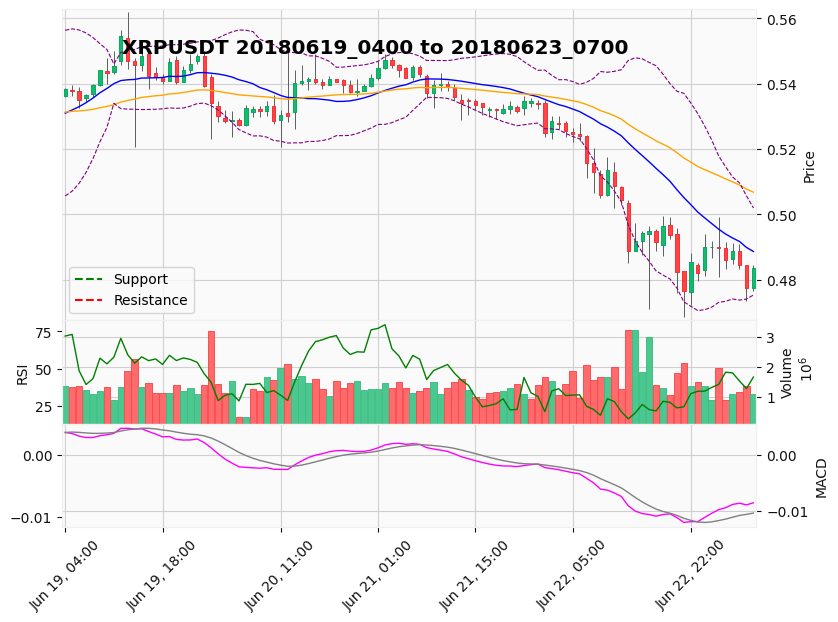 XRPUSDT 20180619_0400 to 20180623_0700
0.56
0.54
0.52
0.50
0.48
Price
Support
Resistance
75
50
25
RSI
3
2
1
Volume
10^6
0.00
−0.01
0.00
−0.01
MACD
Jun 19, 04:00
Jun 19, 18:00
Jun 20, 11:00
Jun 21, 01:00
Jun 21, 15:00
Jun 22, 05:00
Jun 22, 22:00